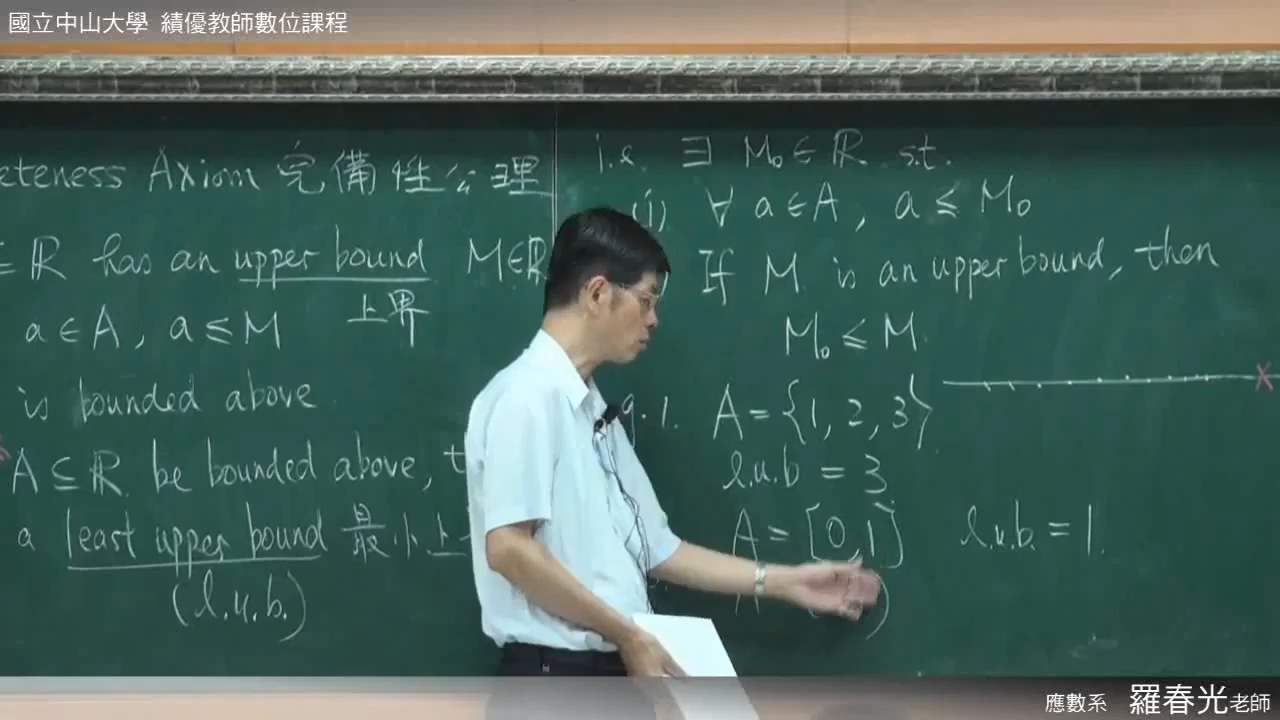 國立中山大學 績優教師數位課程
eteness Axiom 完備性公理
⊆ ℝ has an upper bound M∈ℝ
上界
a∈A, a≤M
is bounded above
A⊆ℝ be bounded above,
a least upper bound 最小上
(l.u.b.)
i.e. ∃ M₀∈ℝ s.t.
(i) ∀ a∈A, a≤M₀
If M is an upper bound, then
M₀≤M.
g.1. A={1,2,3}
l.u.b = 3
A=[0,1] l.u.b.=1.
A
應數系 羅春光老師